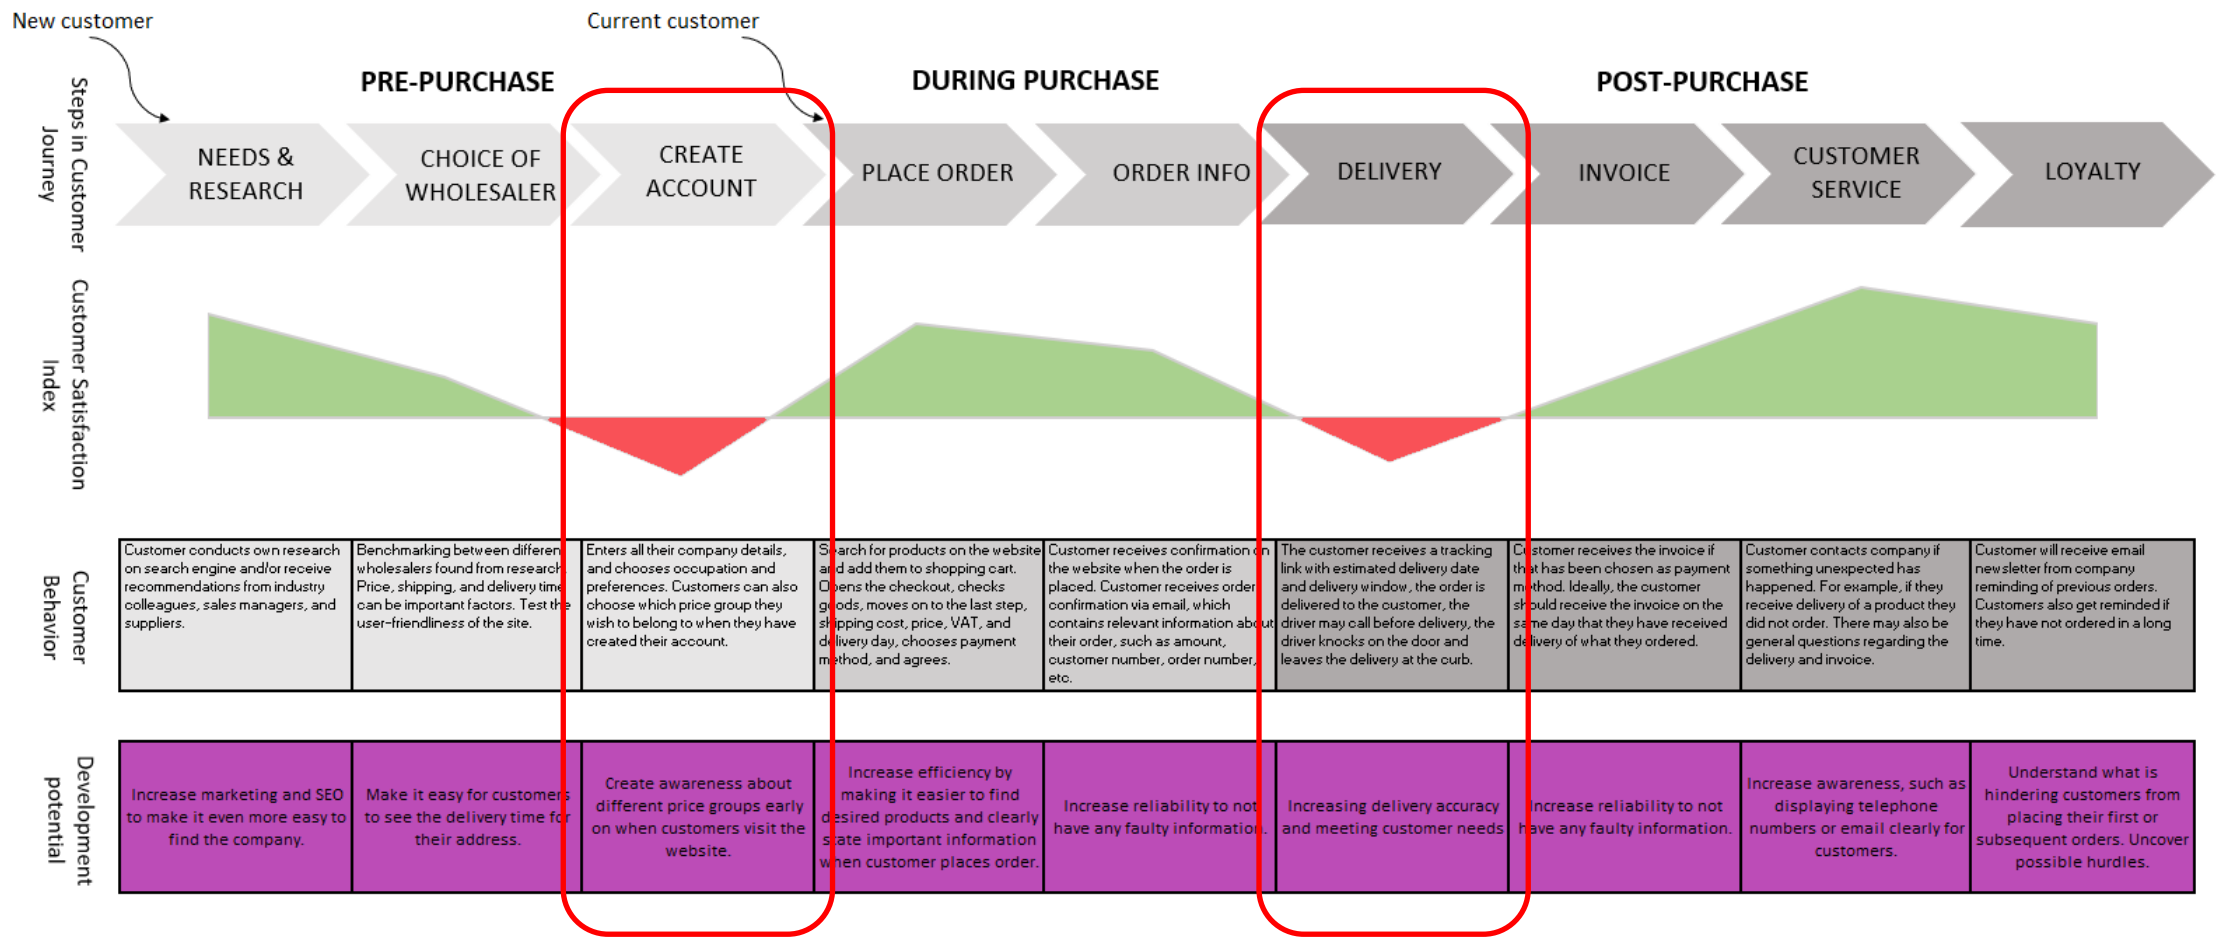 New customer
Current customer
PRE-PURCHASE
DURING PURCHASE
POST-PURCHASE
Steps in Customer
Journey
NEEDS &
RESEARCH
CHOICE OF
WHOLESALER
CREATE
ACCOUNT
PLACE ORDER
ORDER INFO
DELIVERY
INVOICE
CUSTOMER
SERVICE
LOYALTY
Customer Satisfaction
Index
Customer
Behavior
Customer conducts own research
on search engine and/or receive
recommendations from industry
colleagues, sales managers, and
suppliers.
Benchmarking between different
wholesalers found from research.
Price, shipping, and delivery time
can be important factors. Test the
user-friendliness of the site.
Enters all their company details,
and chooses occupation and
preferences. Customers can also
choose which price group they
wish to belong to when they have
created their account.
Search for products on the website
and add them to shopping cart.
Opens the checkout, checks
goods, moves on to the last step,
shipping cost, price, VAT, and
delivery day, chooses payment
method, and agrees.
Customer receives confirmation on
the website when the order is
placed. Customer receives order
confirmation via email, which
contains relevant information about
their order, such as amount,
customer number, order number,
etc.
The customer receives a tracking
link with estimated delivery date
and delivery window, the order is
delivered to the customer, the
driver may call before delivery, the
driver knocks on the door and
leaves the delivery at the curb.
Customer receives the invoice if
that has been chosen as payment
method. Ideally, the customer
should receive the invoice on the
same day that they have received
delivery of what they ordered.
Customer contacts company if
something unexpected has
happened. For example, if they
receive delivery of a product they
did not order. There may also be
general questions regarding the
delivery and invoice.
Customer will receive email
newsletter from company
reminding of previous orders.
Customers also get reminded if
they have not ordered in a long
time.
Development
potential
Increase marketing and SEO
to make it even more easy to
find the company.
Make it easy for customers
to see the delivery time for
their address.
Create awareness about
different price groups early
on when customers visit the
website.
Increase efficiency by
making it easier to find
desired products and clearly
state important information
when customer places order.
Increase reliability to not
have any faulty information.
Increasing delivery accuracy
and meeting customer needs
Increase reliability to not
have any faulty information.
Increase awareness, such as
displaying telephone
numbers or email clearly for
customers.
Understand what is
hindering customers from
placing their first or
subsequent orders. Uncover
possible hurdles.